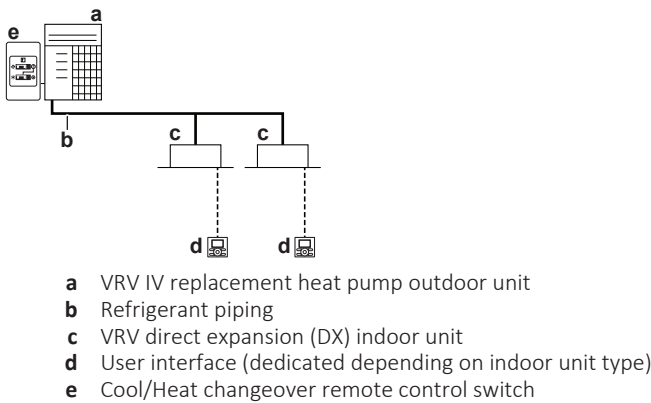 a
e
b
c
c
d
d
a VRV IV replacement heat pump outdoor unit
b Refrigerant piping
c VRV direct expansion (DX) indoor unit
d User interface (dedicated depending on indoor unit type)
e Cool/Heat changeover remote control switch